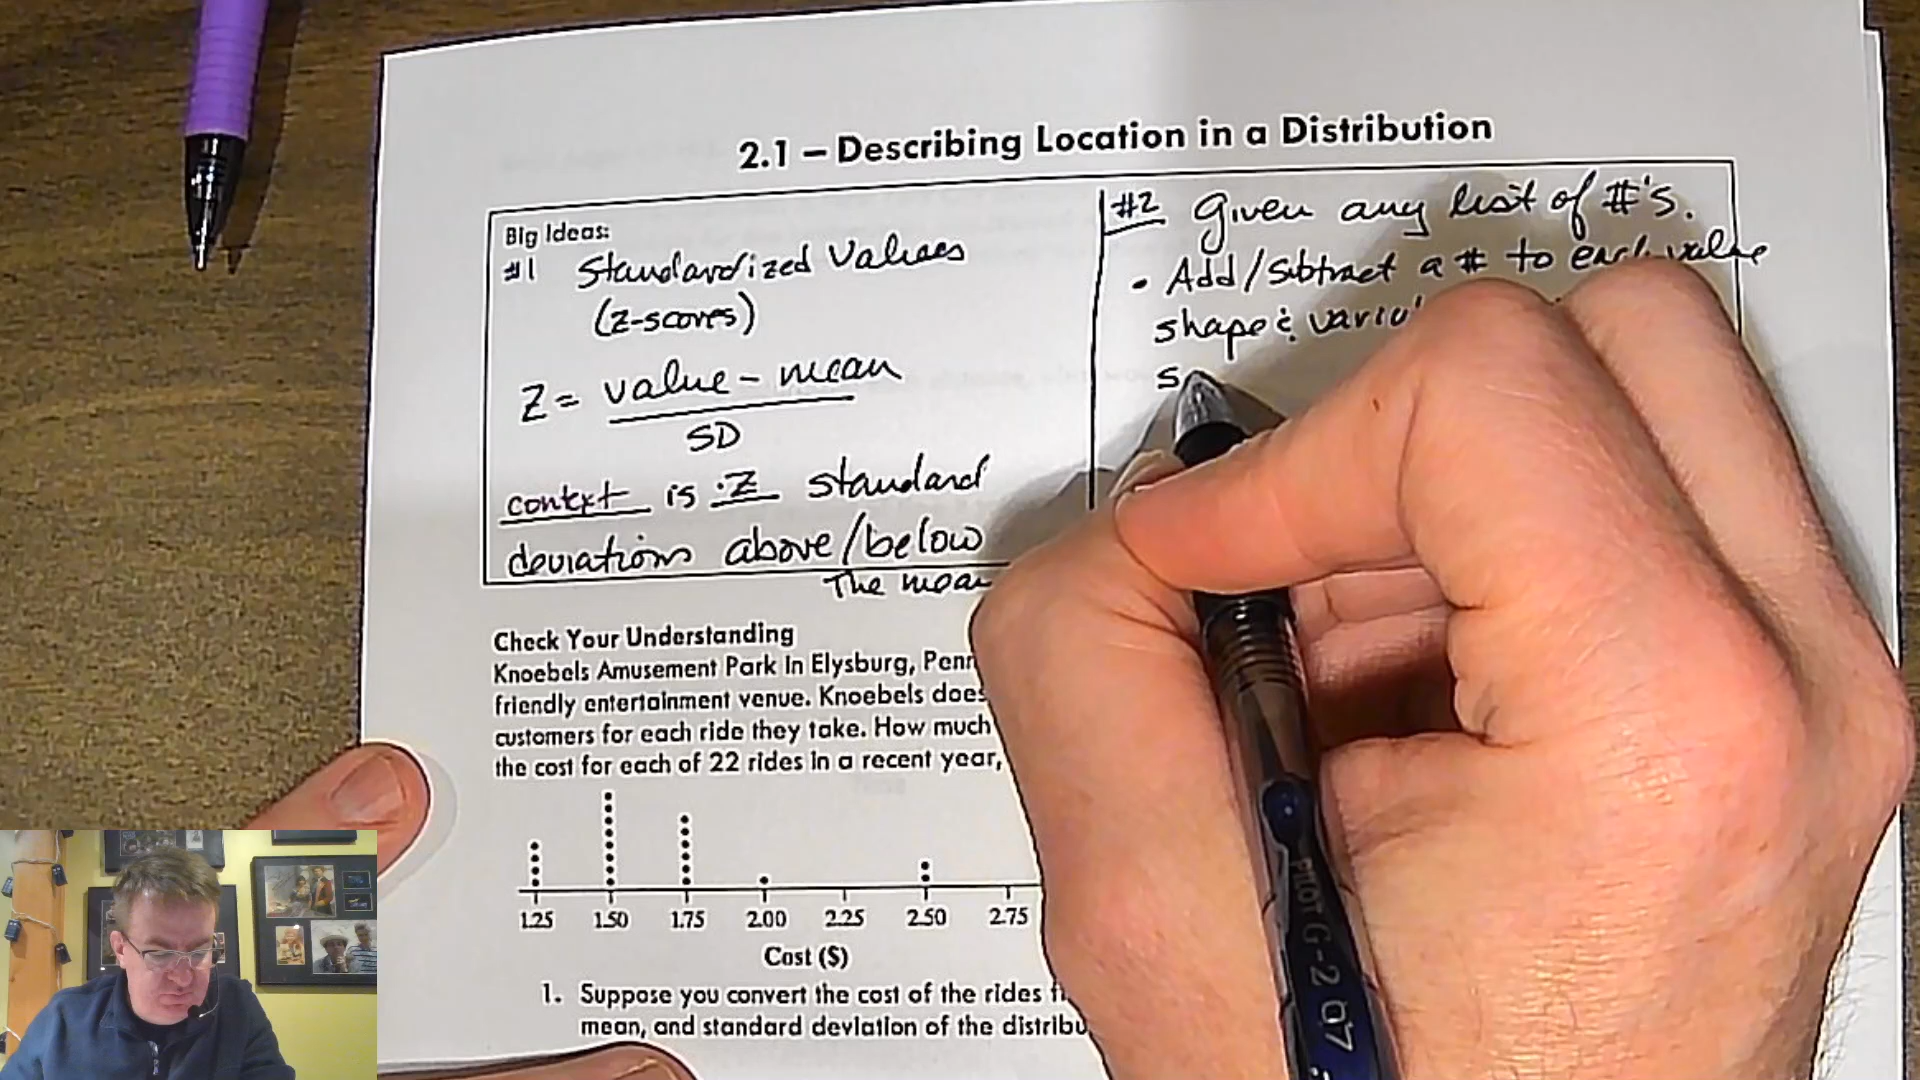 2.1 – Describing Location in a Distribution
Big Ideas:
#1 Standardized Values
(z-scores)
Z = value - mean
SD
context is Z standard
deviations above/below
The mean
#2 Given any list of #'s.
• Add/Subtract a # to each value
shape &
S
Check Your Understanding
Knoebels Amusement Park in Elysburg,
friendly entertainment venue. Knoebels does
customers for each ride they take. How much
the cost for each of 22 rides in a recent year,
1.25 1.50 1.75 2.00 2.25 2.50 2.75
Cost ($)
1. Suppose you convert the cost of the rides
mean, and standard deviation of the
PILOT G-2 07